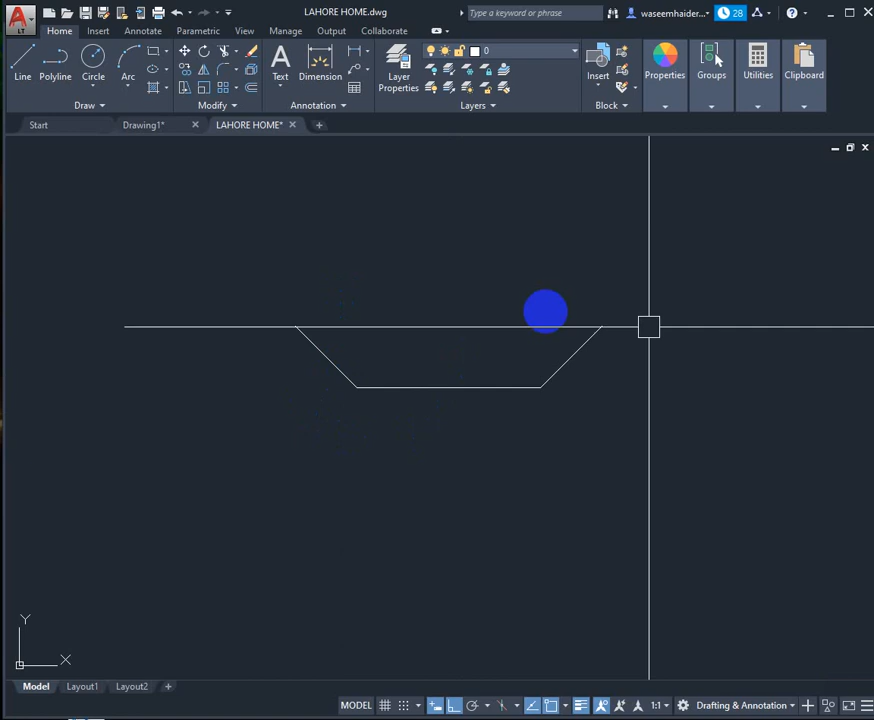 LAHORE HOME.dwg
Type a keyword or phrase
waseemhaider...
28
LT
Home Insert Annotate Parametric View Manage Output Collaborate
0
Line Polyline Circle Arc
Text Dimension
Layer Properties
Insert
Properties Groups Utilities Clipboard
Draw Modify Annotation Layers Block
Start Drawing1* LAHORE HOME*
Y
X
Model Layout1 Layout2
MODEL 1:1 Drafting & Annotation